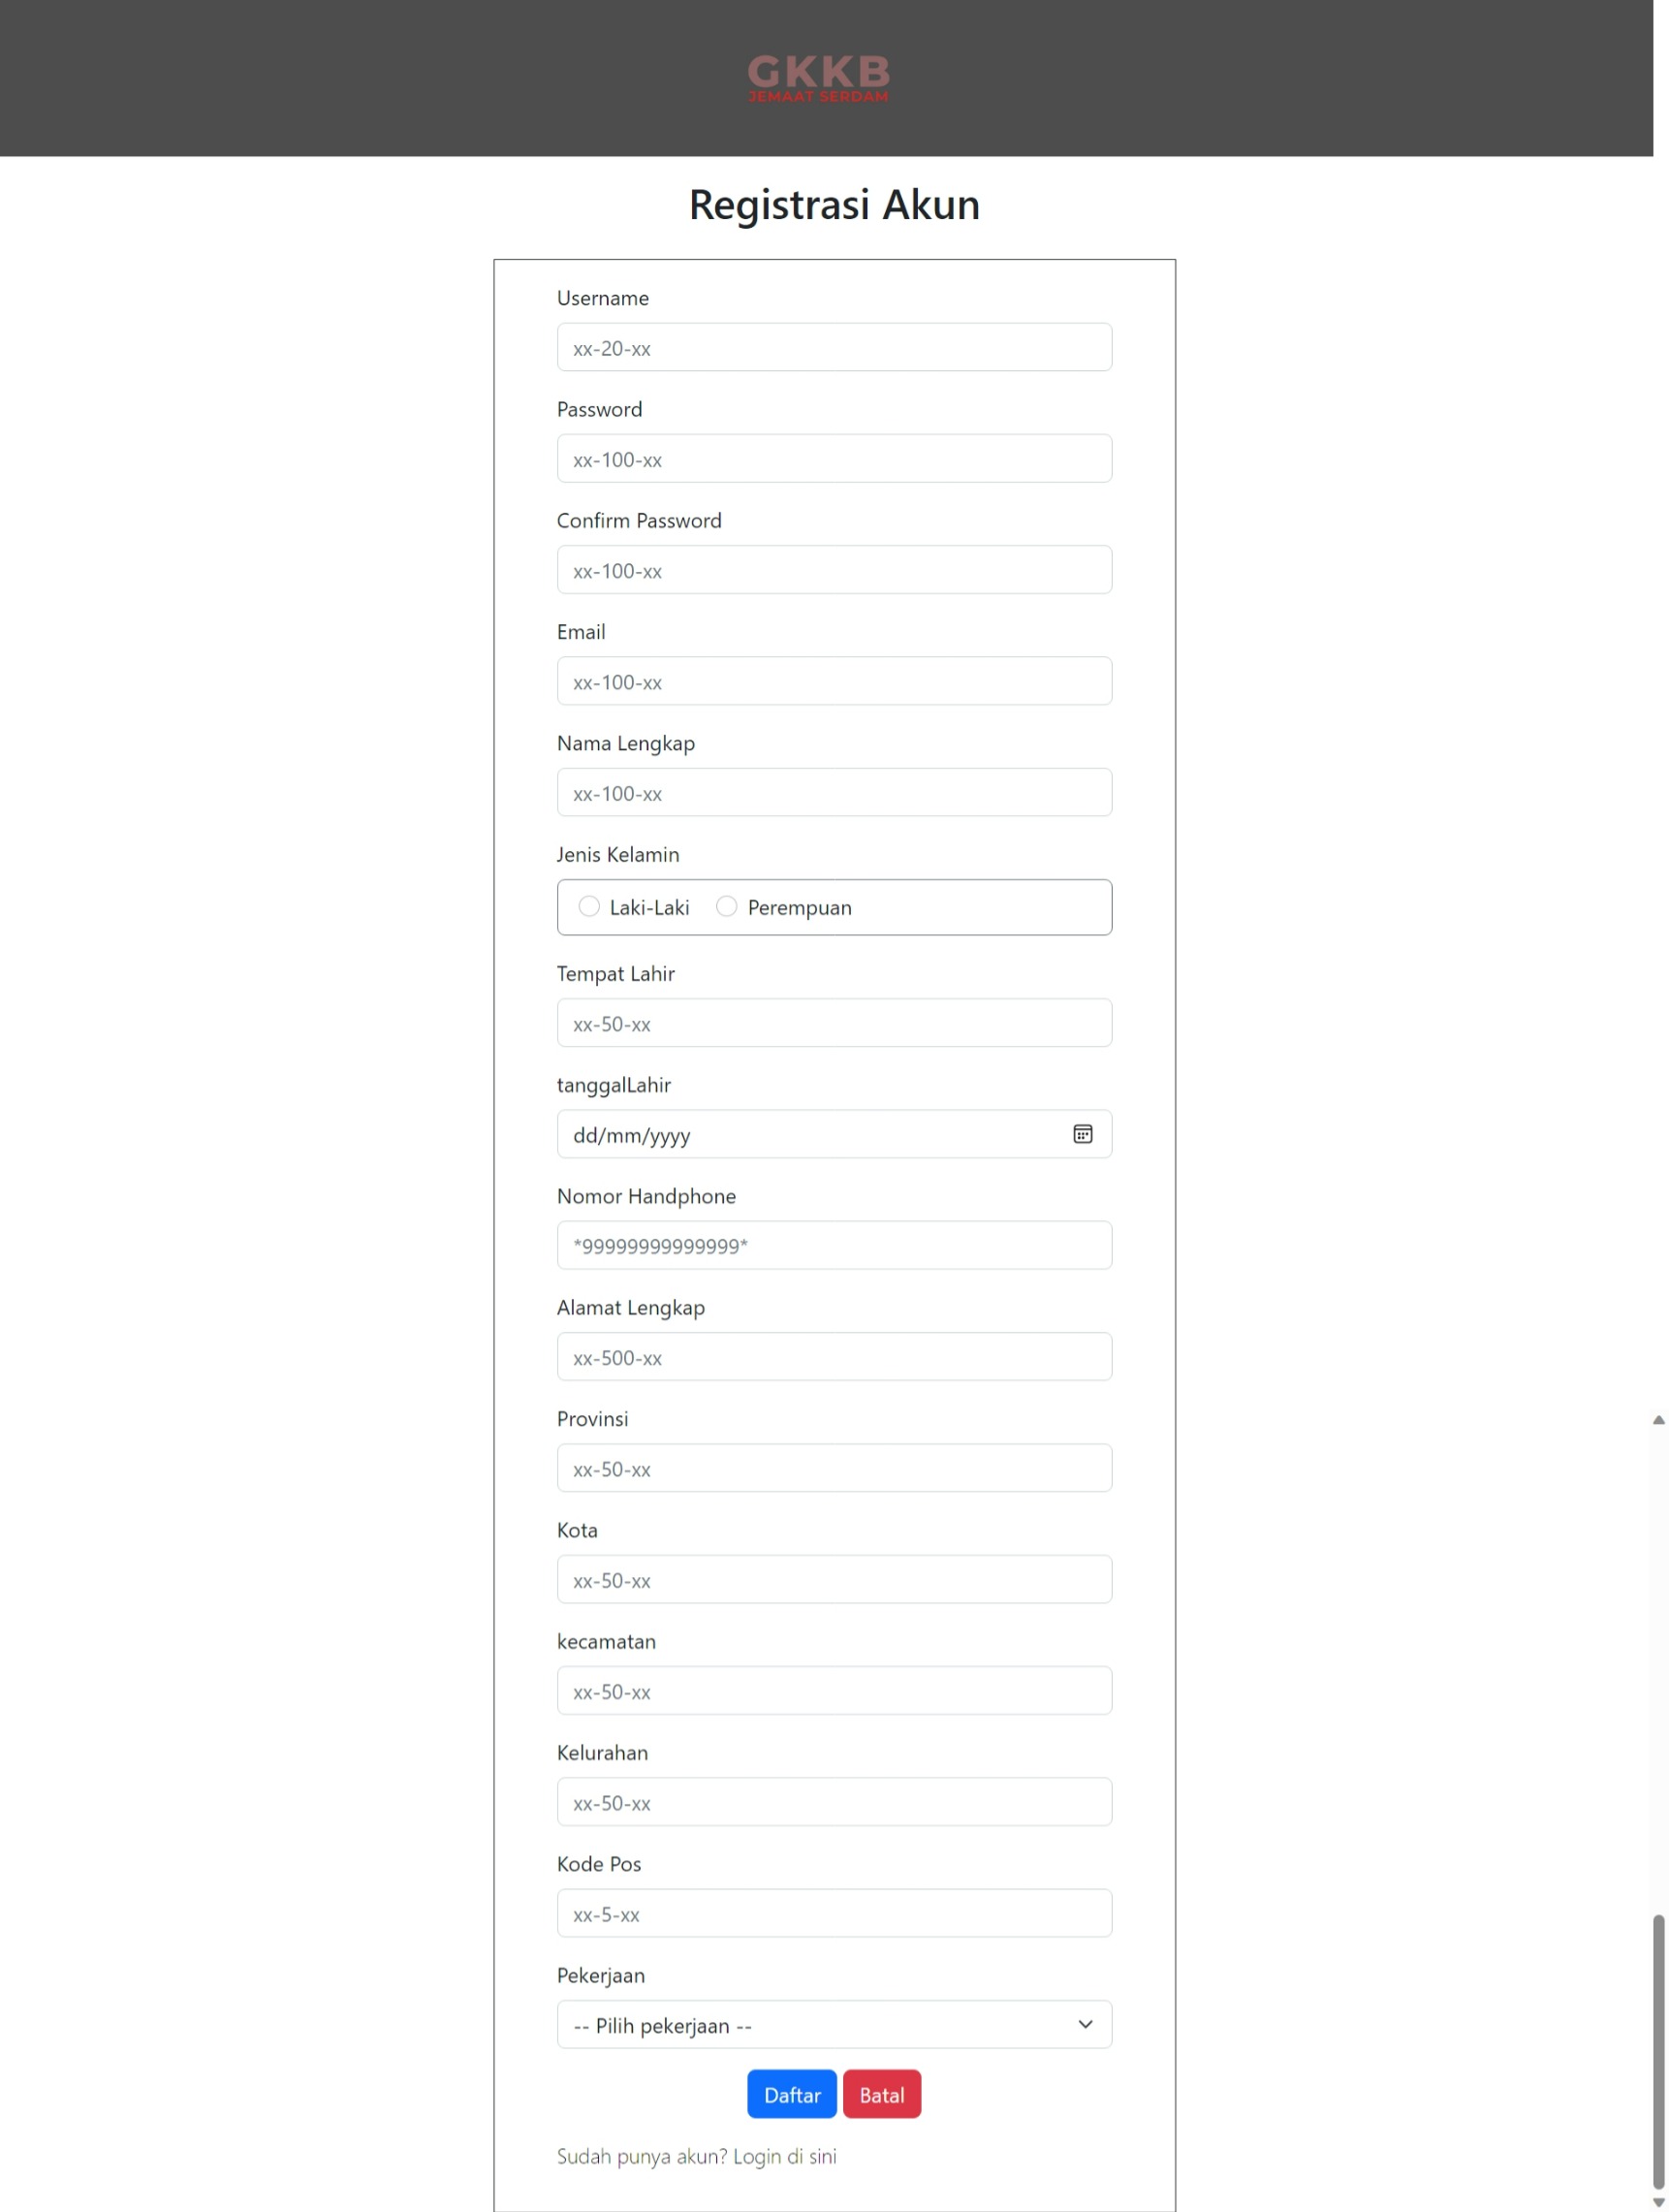 GKKB
JEMAAT SERDAM
Registrasi Akun
Username
xx-20-xx
Password
xx-100-xx
Confirm Password
xx-100-xx
Email
xx-100-xx
Nama Lengkap
xx-100-xx
Jenis Kelamin
Laki-Laki Perempuan
Tempat Lahir
xx-50-xx
tanggalLahir
dd/mm/yyyy
Nomor Handphone
*99999999999999*
Alamat Lengkap
xx-500-xx
Provinsi
xx-50-xx
Kota
xx-50-xx
kecamatan
xx-50-xx
Kelurahan
xx-50-xx
Kode Pos
xx-5-xx
Pekerjaan
-- Pilih pekerjaan --
Daftar Batal
Sudah punya akun? Login di sini